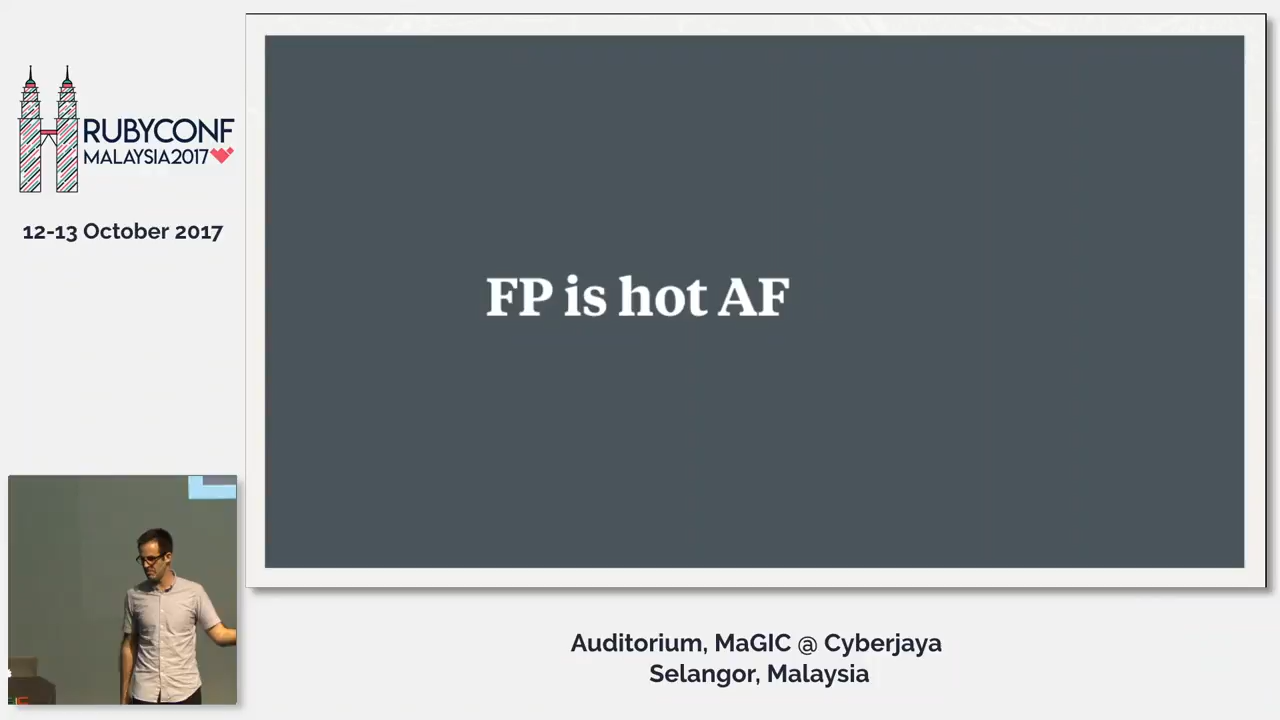 RUBYCONF
MALAYSIA2017
12-13 October 2017
FP is hot AF
Auditorium, MaGIC @ Cyberjaya
Selangor, Malaysia